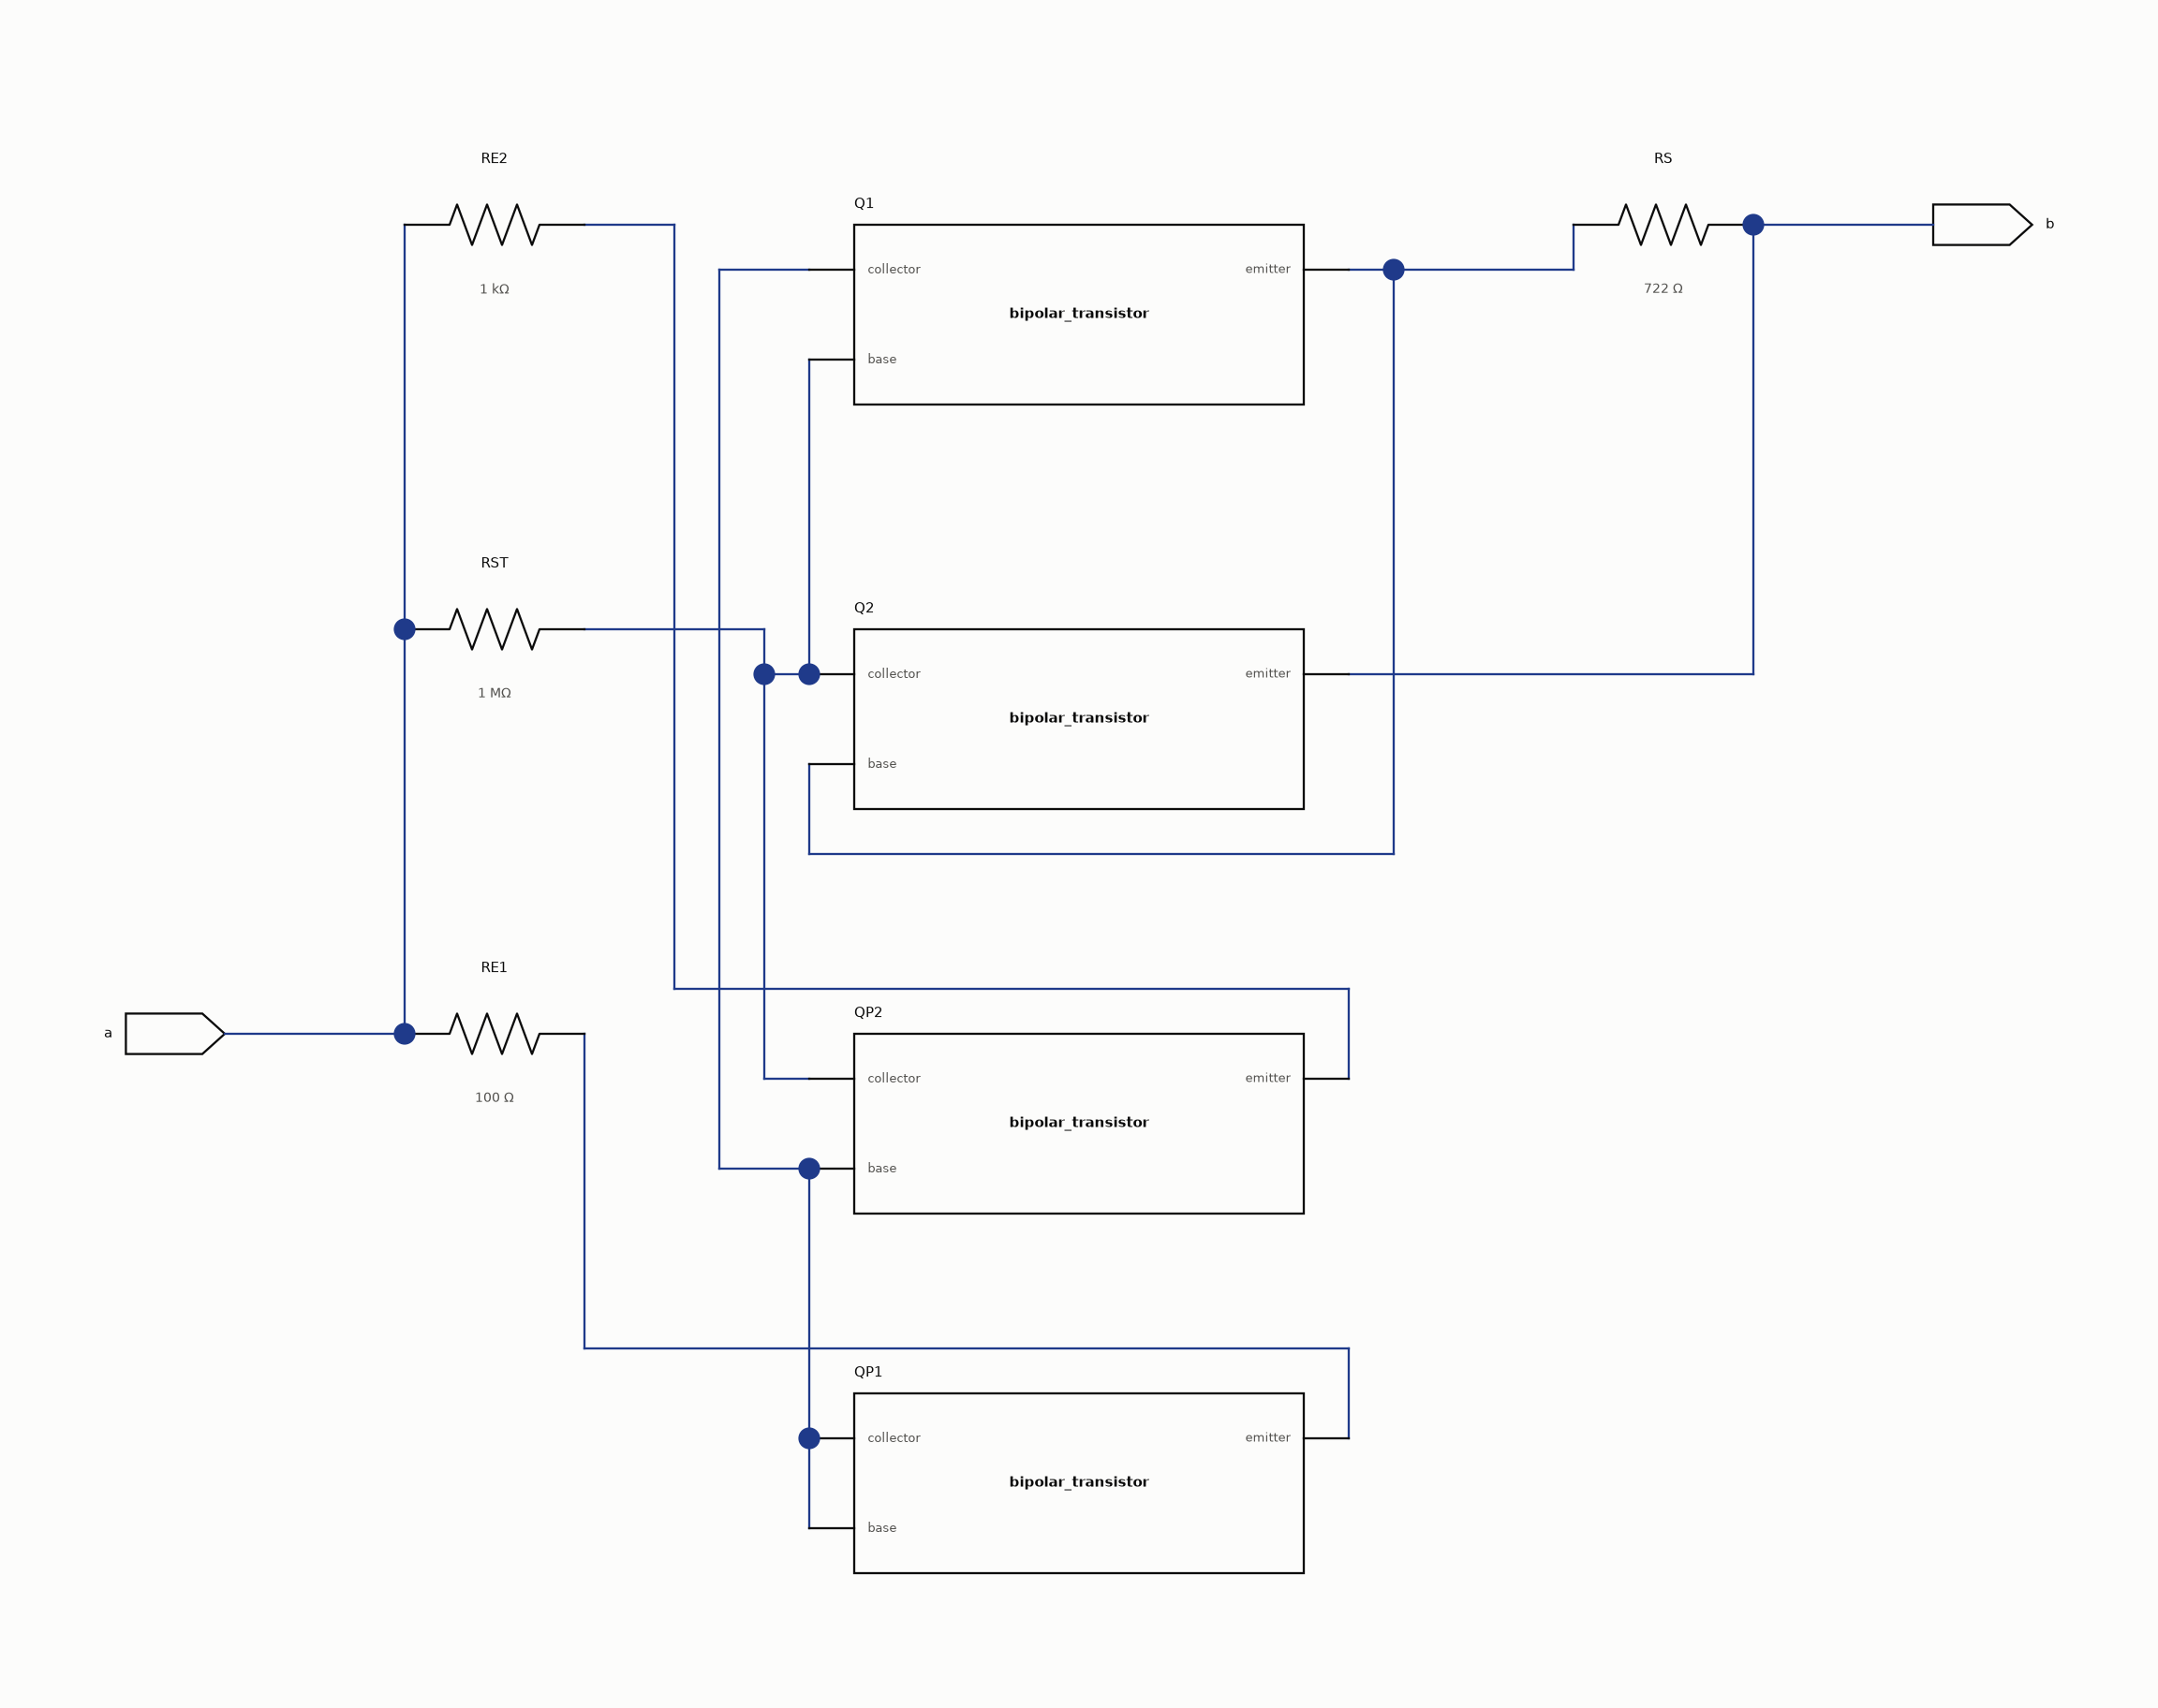 RE2
1 kΩ
Q1
collector
emitter
bipolar_transistor
base
RS
722 Ω
b
RST
1 MΩ
Q2
collector
emitter
bipolar_transistor
base
a
RE1
100 Ω
QP2
collector
emitter
bipolar_transistor
base
QP1
collector
emitter
bipolar_transistor
base